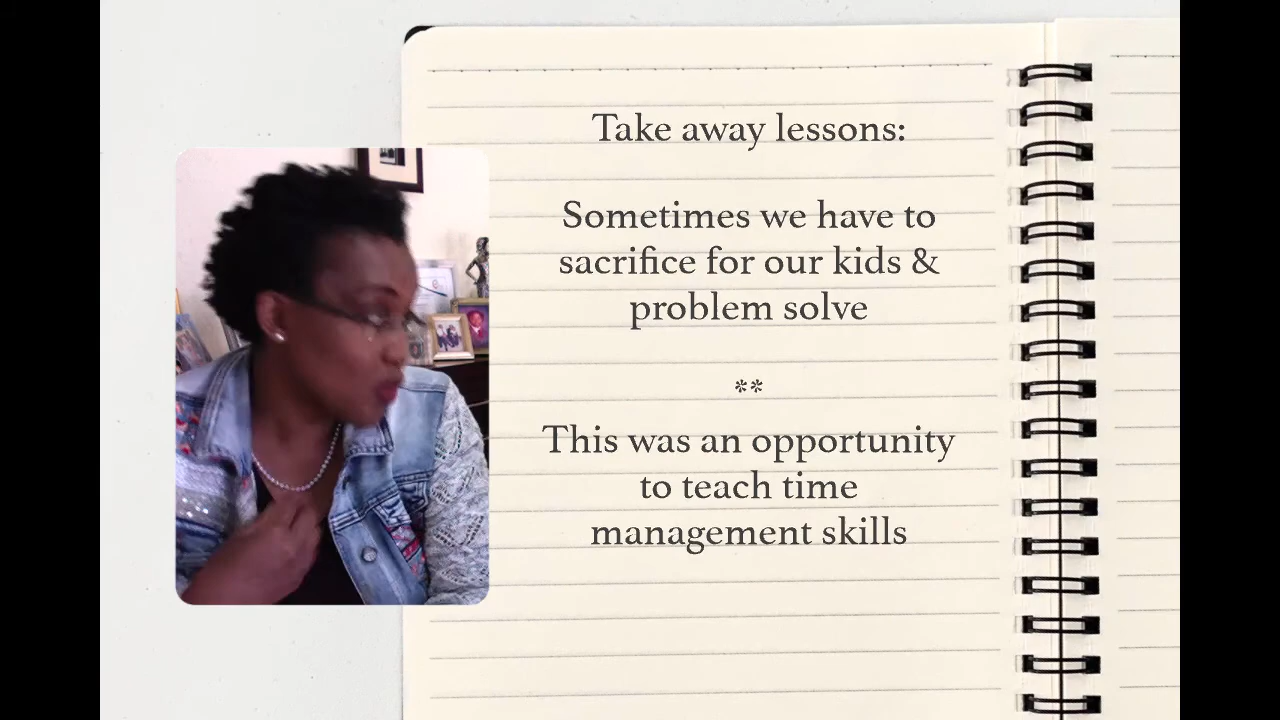 Take away lessons:
Sometimes we have to
sacrifice for our kids &
problem solve
**
This was an opportunity
to teach time
management skills